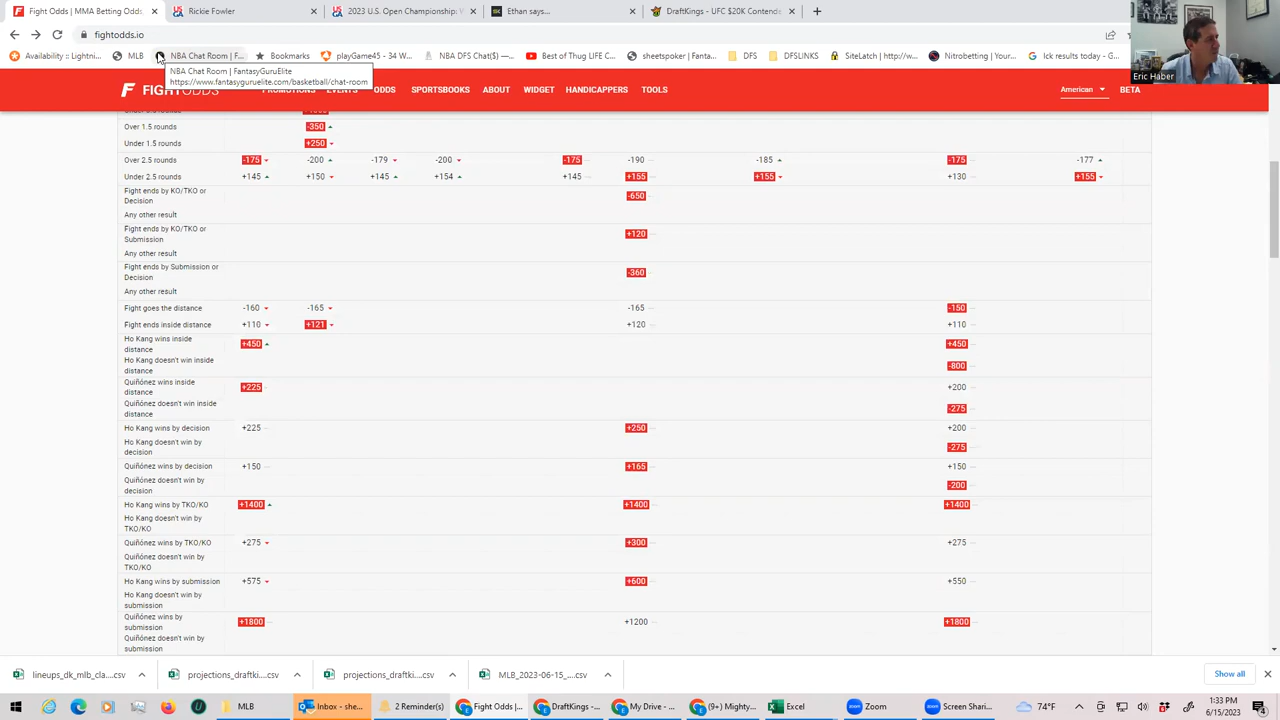 Fight Odds | MMA Betting Odds
Rickie Fowler
2023 U.S. Open Championship:
Ethan says...
DraftKings - UFC $20K Contende
fightodds.io
Availability :: Lightnin
MLB
NBA Chat Room | F...
Bookmarks
playGame45 - 34 W...
NBA DFS Chat($) —...
Best of Thug LIFE C...
sheetspoker | Fanta...
DFS
DFSLINKS
SiteLatch | http://w...
Nitrobetting | Your...
lck results today - G...
NBA Chat Room | FantasyGuruElite
https://www.fantasyguruelite.com/basketball/chat-room
Eric Haber
FIGHTODDS
PROMOTIONS
EVENTS
ODDS
SPORTSBOOKS
ABOUT
WIDGET
HANDICAPPERS
TOOLS
American
BETA
Over 1.5 rounds -350
Under 1.5 rounds +250
Over 2.5 rounds -175 -200 -179 -200 -175 -190 -185 -175 -177
Under 2.5 rounds +145 +150 +145 +154 +145 +155 +155 +130 +155
Fight ends by KO/TKO or
Decision
-650
Any other result
Fight ends by KO/TKO or
Submission
+120
Any other result
Fight ends by Submission or
Decision
-360
Any other result
Fight goes the distance -160 -165 -165 -150
Fight ends inside distance +110 +121 +120 +110
Ho Kang wins inside
distance
+450 +450
Ho Kang doesn't win inside
distance
-800
Quiñónez wins inside
distance
+225 +200
Quiñónez doesn't win inside
distance
-275
Ho Kang wins by decision +225 +250 +200
Ho Kang doesn't win by
decision
-275
Quiñónez wins by decision +150 +165 +150
Quiñónez doesn't win by
decision
-200
Ho Kang wins by TKO/KO +1400 +1400 +1400
Ho Kang doesn't win by
TKO/KO
Quiñónez wins by TKO/KO +275 +300 +275
Quiñónez doesn't win by
TKO/KO
Ho Kang wins by submission +575 +600 +550
Ho Kang doesn't win by
submission
Quiñónez wins by
submission
+1800 +1200 +1800
Quiñónez doesn't win by
submission
lineups_dk_mlb_cla....csv
projections_draftki....csv
projections_draftki....csv
MLB_2023-06-15_....csv
Show all
MLB
Inbox - she...
2 Reminder(s)
Fight Odds |...
DraftKings -...
My Drive - ...
(9+) Mighty...
Excel
Zoom
Screen Shari...
74°F
1:33 PM
6/15/2023